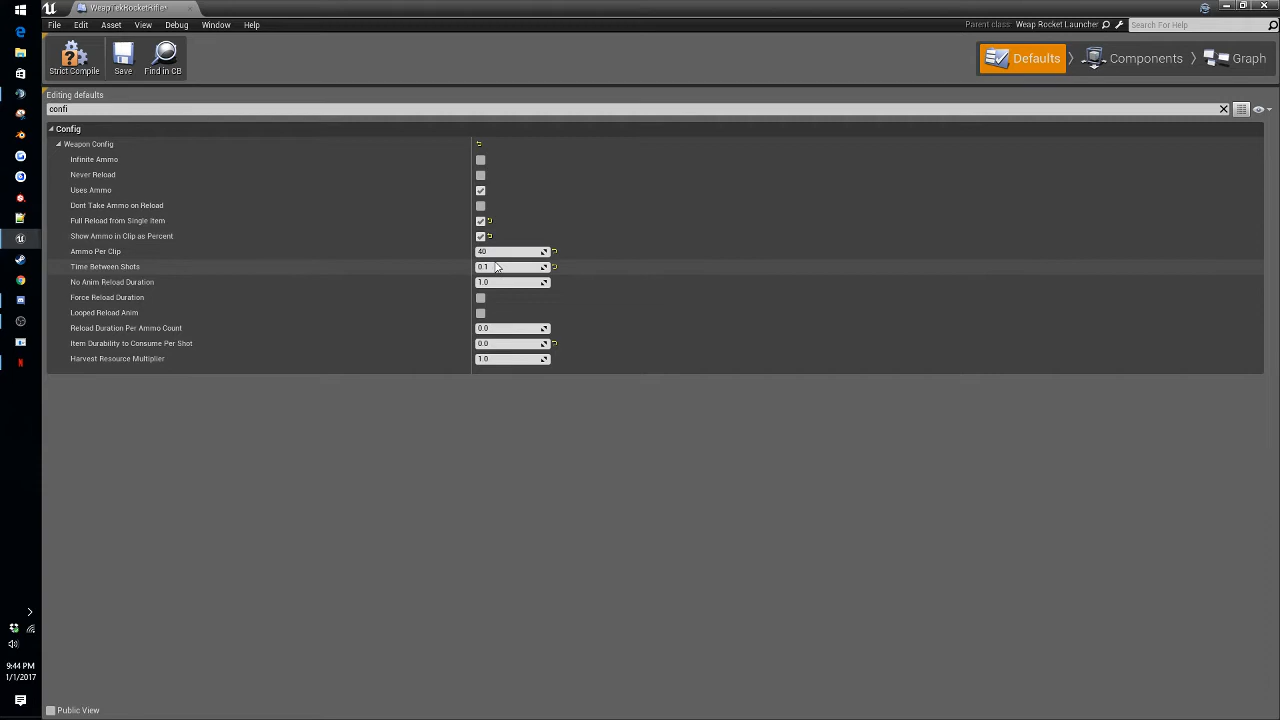 WeapTekRocketRifle*
File Edit Asset View Debug Window Help
Parent class: Weap Rocket Launcher
Search For Help
Strict Compile
Save
Find in CB
Defaults
Components
Graph
Editing defaults
confi
Config
Weapon Config
Infinite Ammo
Never Reload
Uses Ammo
Dont Take Ammo on Reload
Full Reload from Single Item
Show Ammo in Clip as Percent
Ammo Per Clip 40
Time Between Shots 0.1
No Anim Reload Duration 1.0
Force Reload Duration
Looped Reload Anim
Reload Duration Per Ammo Count 0.0
Item Durability to Consume Per Shot 0.0
Harvest Resource Multiplier 1.0
9:44 PM
1/1/2017
Public View